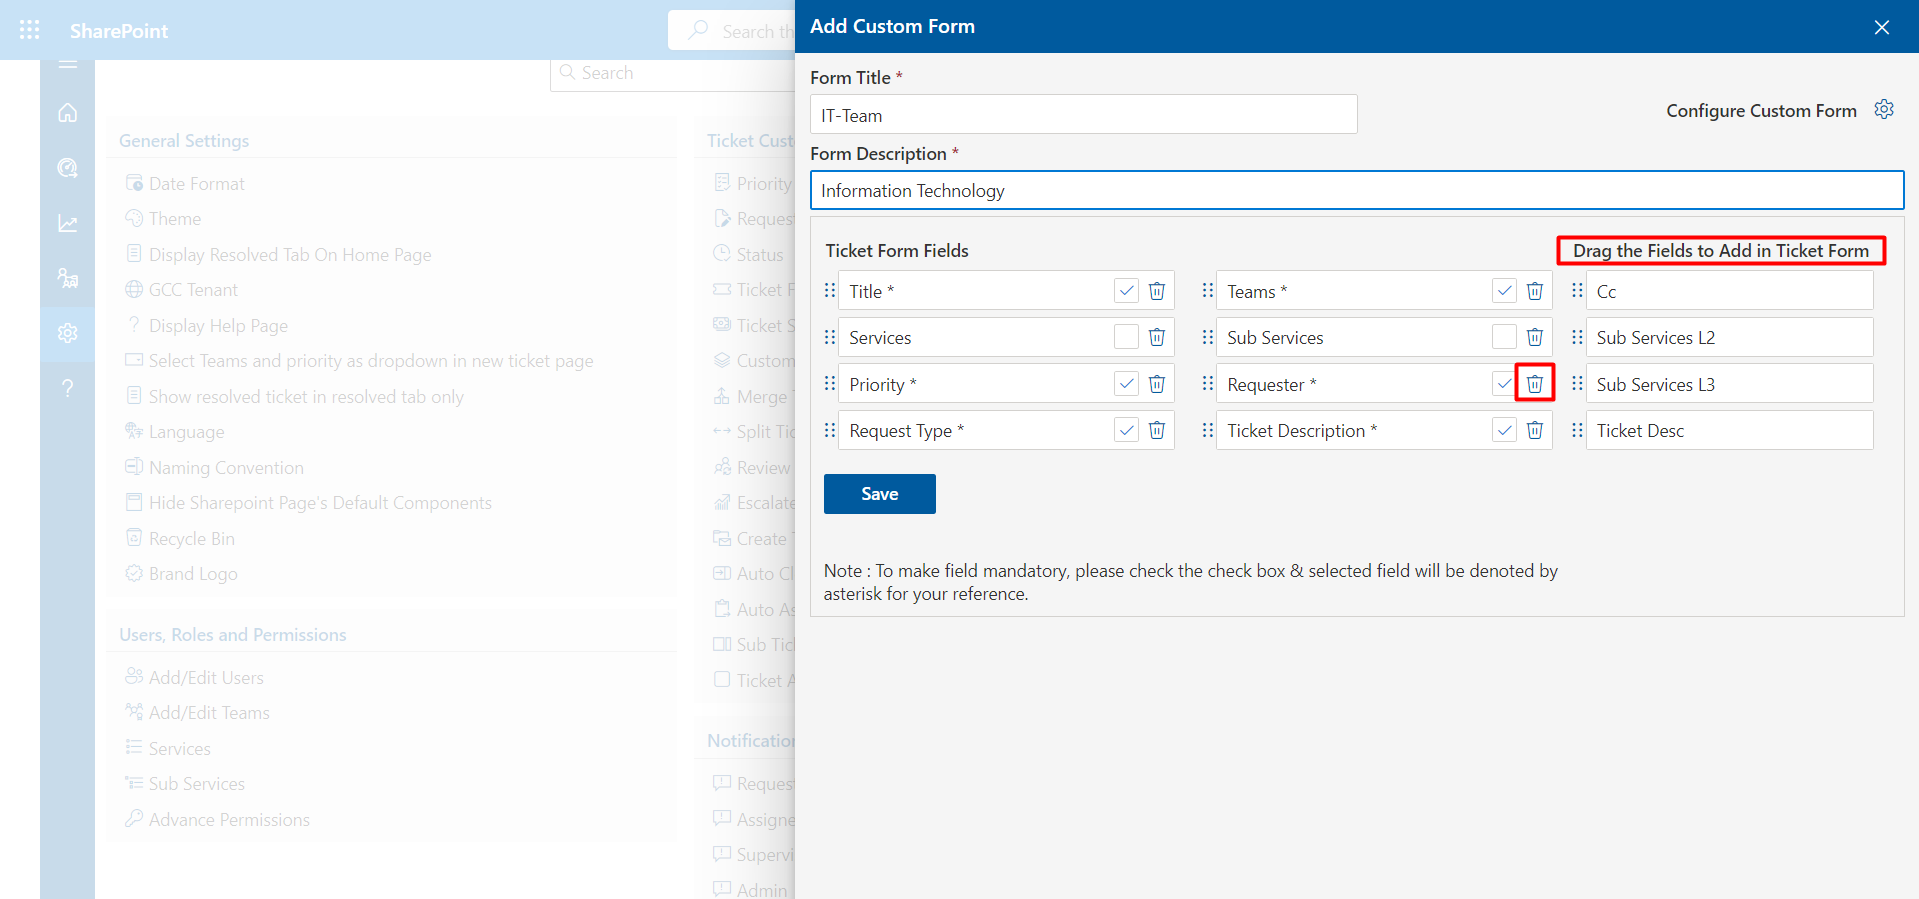 SharePoint
Search th
Search
General Settings
Date Format
Theme
Display Resolved Tab On Home Page
GCC Tenant
Display Help Page
Select Teams and priority as dropdown in new ticket page
Show resolved ticket in resolved tab only
Language
Naming Convention
Hide Sharepoint Page's Default Components
Recycle Bin
Brand Logo
Users, Roles and Permissions
Add/Edit Users
Add/Edit Teams
Services
Sub Services
Advance Permissions
Ticket Cust
Priority
Reques
Status
Ticket F
Ticket S
Custom
Merge T
Split Tic
Review
Escalate
Create T
Auto Cl
Auto As
Sub Tick
Ticket A
Notification
Reques
Assigne
Supervi
Admin
Add Custom Form
Form Title *
IT-Team
Configure Custom Form
Form Description *
Information Technology
Ticket Form Fields
Drag the Fields to Add in Ticket Form
Title *
Teams *
Cc
Services
Sub Services
Sub Services L2
Priority *
Requester *
Sub Services L3
Request Type *
Ticket Description *
Ticket Desc
Save
Note : To make field mandatory, please check the check box & selected field will be denoted by
asterisk for your reference.